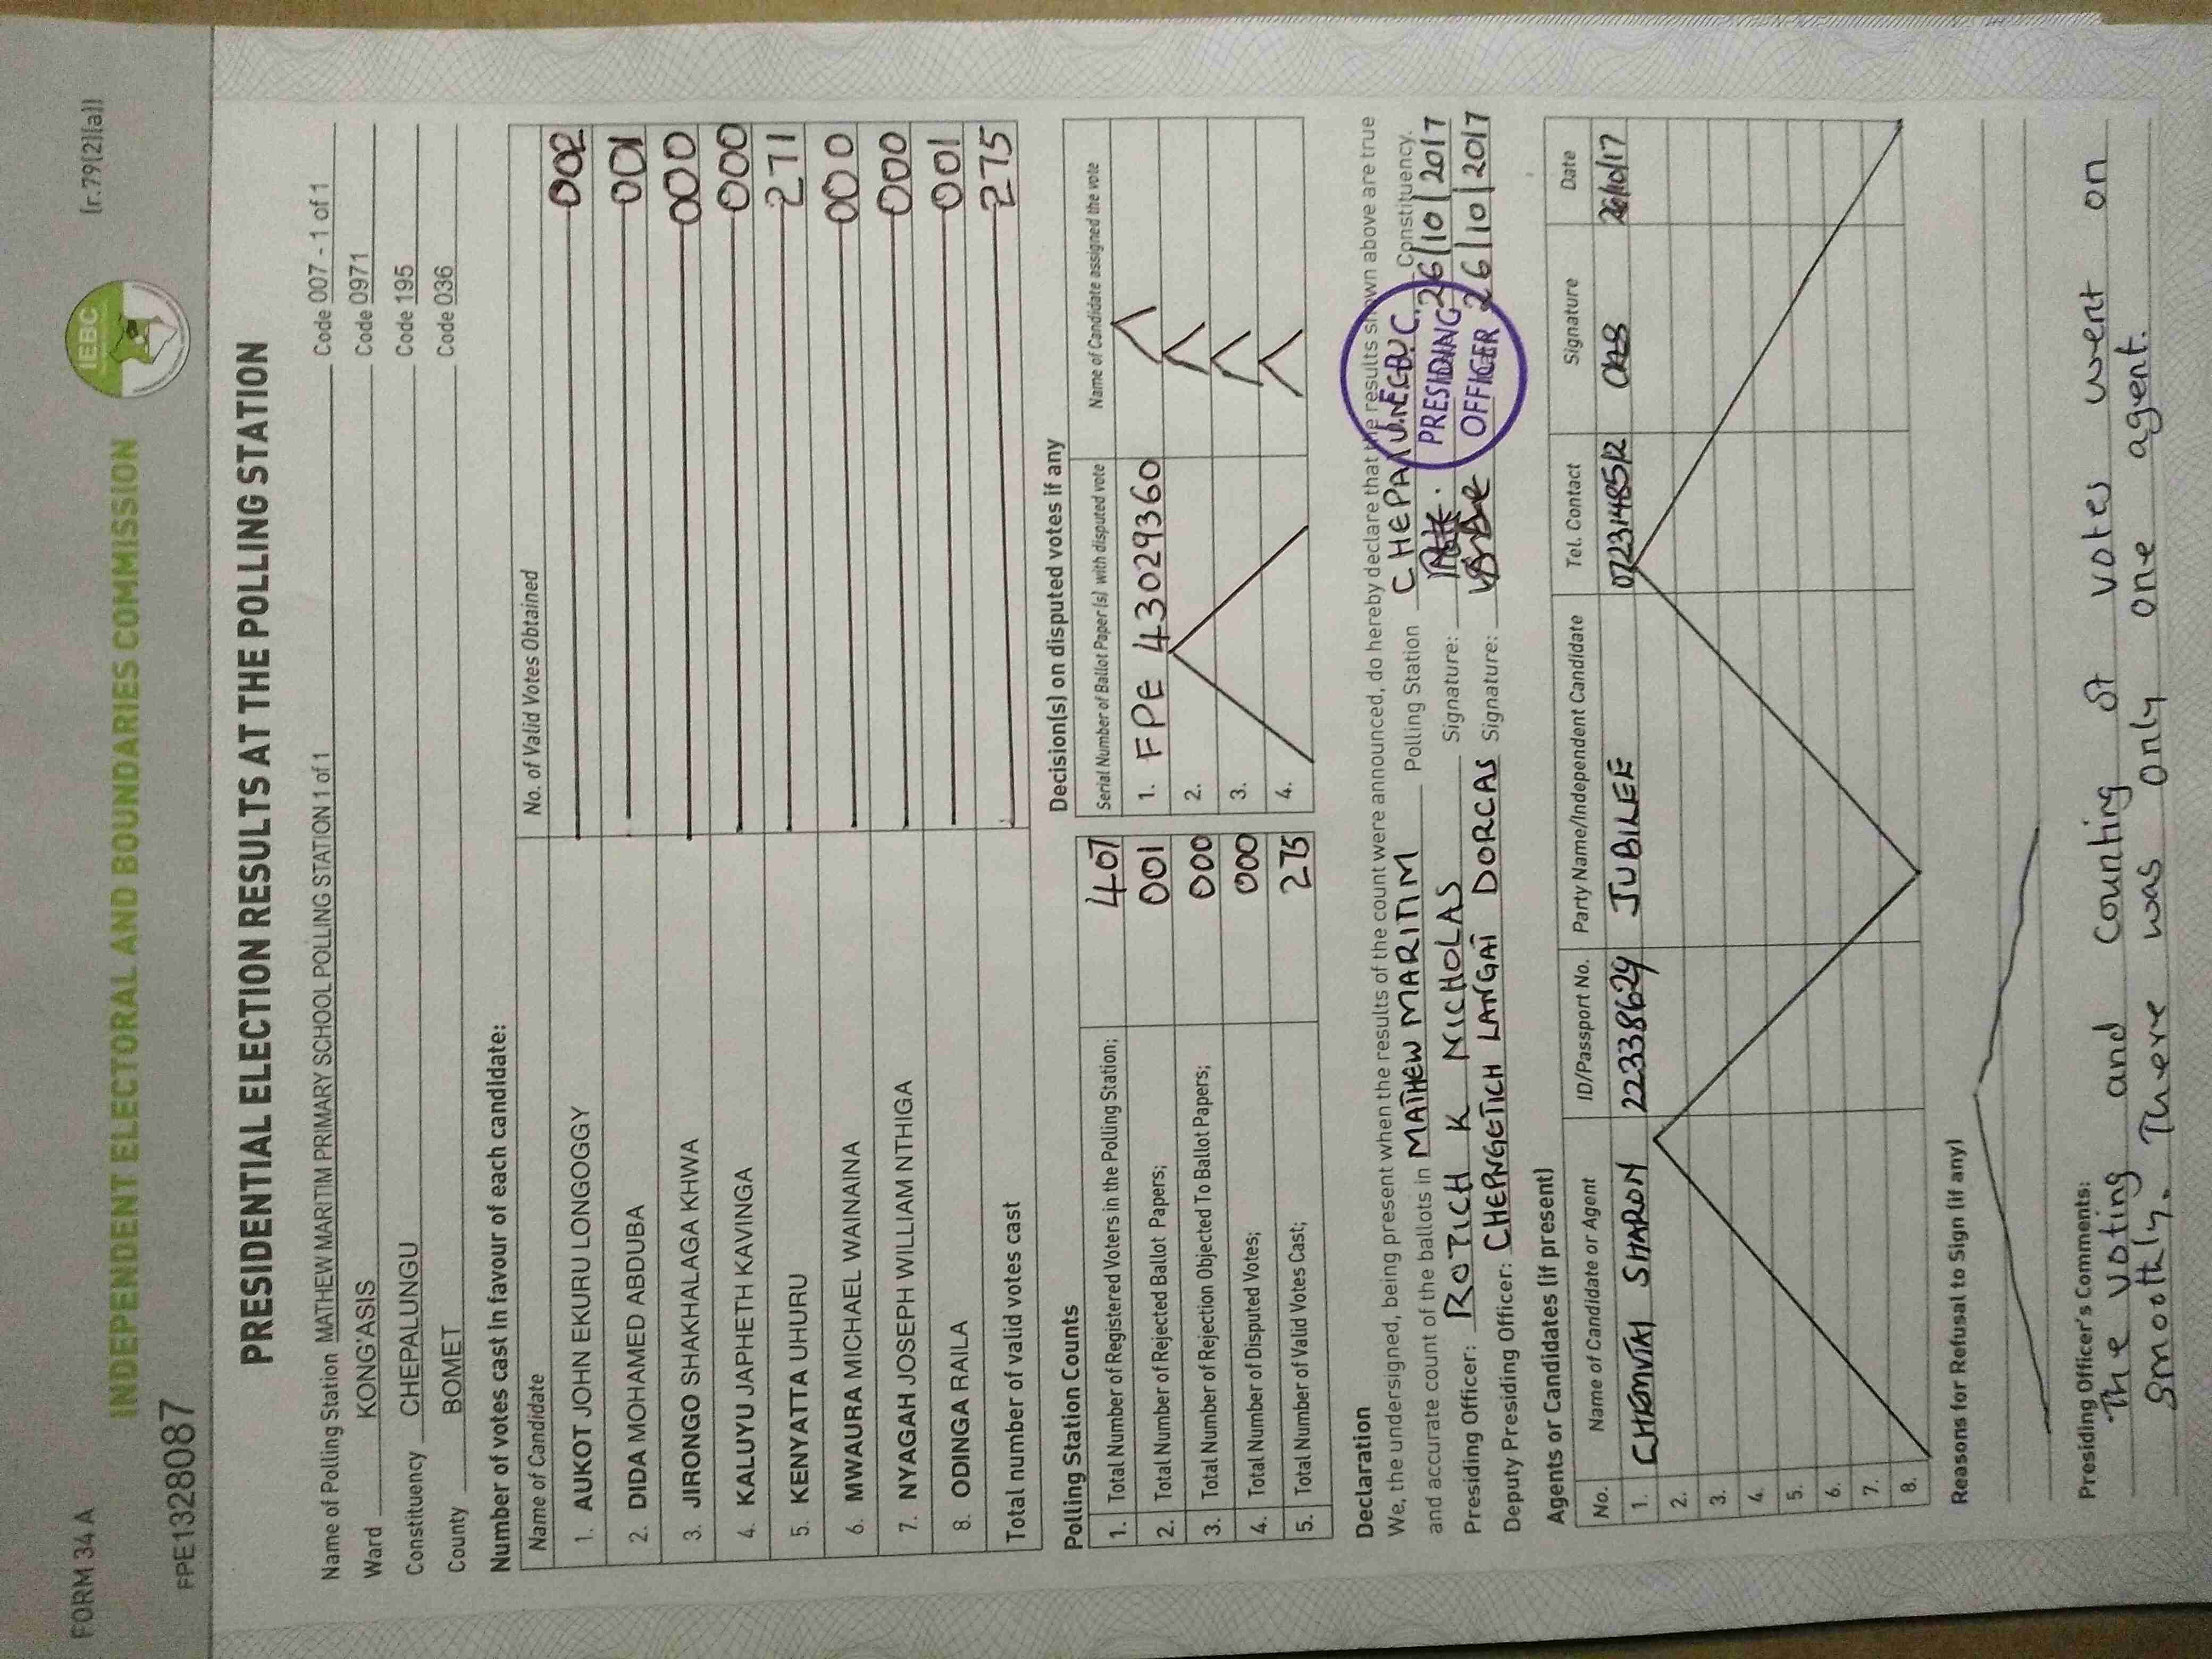 FORM 34 A
INDEPENDENT ELECTORAL AND BOUNDARIES COMMISSION
IEBC
(r.79(2)(a))
FPE1328087
PRESIDENTIAL ELECTION RESULTS AT THE POLLING STATION
Name of Polling Station MATHEW MARITIM PRIMARY SCHOOL POLLING STATION 1 of 1 Code 007 - 1 of 1
Ward KONG'ASIS Code 0971
Constituency CHEPALUNGU Code 195
County BOMET Code 036
Number of votes cast in favour of each candidate:
Name of Candidate No. of Valid Votes Obtained
1. AUKOT JOHN EKURU LONGOGGY 002
2. DIDA MOHAMED ABDUBA 001
3. JIRONGO SHAKHALAGA KHWA 000
4. KALUYU JAPHETH KAVINGA 000
5. KENYATTA UHURU 271
6. MWAURA MICHAEL WAINAINA 000
7. NYAGAH JOSEPH WILLIAM NTHIGA 000
8. ODINGA RAILA 001
Total number of valid votes cast 275
Polling Station Counts
1. Total Number of Registered Voters in the Polling Station; 407
2. Total Number of Rejected Ballot Papers; 001
3. Total Number of Rejection Objected To Ballot Papers; 000
4. Total Number of Disputed Votes; 000
5. Total Number of Valid Votes Cast; 275
Decision(s) on disputed votes if any
Serial Number of Ballot Paper(s) with disputed vote Name of Candidate assigned the vote
1. FPE 43029360
2.
3.
4.
Declaration
We, the undersigned, being present when the results of the count were announced, do hereby declare that the results shown above are true
and accurate count of the ballots in MATHEW MARITIM Polling Station Constituency.
Presiding Officer: ROTICH K NICHOLAS Signature: 26/10/2017
Deputy Presiding Officer: CHEPNGETICH LANGAT DORCAS Signature: 26/10/2017
PRESIDING
OFFICER
Agents or Candidates (if present)
No. Name of Candidate or Agent ID/Passport No. Party Name/Independent Candidate Tel. Contact Signature Date
1. SHARON 22338629 JUBILEE 0723148512 26/10/17
2.
3.
4.
5.
6.
7.
8.
Reasons for Refusal to Sign (if any)
Presiding Officer's Comments:
The voting and counting of votes went on
smoothly. There was only one agent.